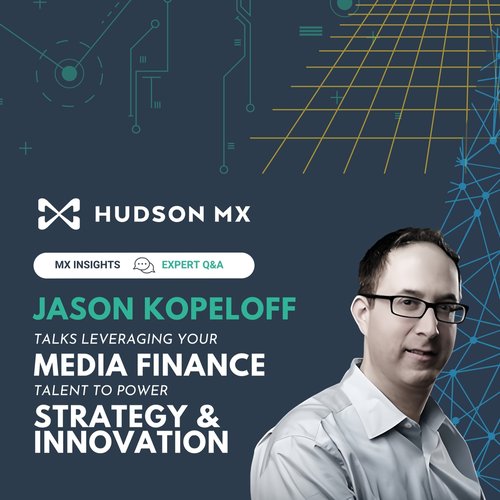 HUDSON MX
MX INSIGHTS EXPERT Q&A
JASON KOPELOFF
TALKS LEVERAGING YOUR
MEDIA FINANCE
TALENT TO POWER
STRATEGY &
INNOVATION